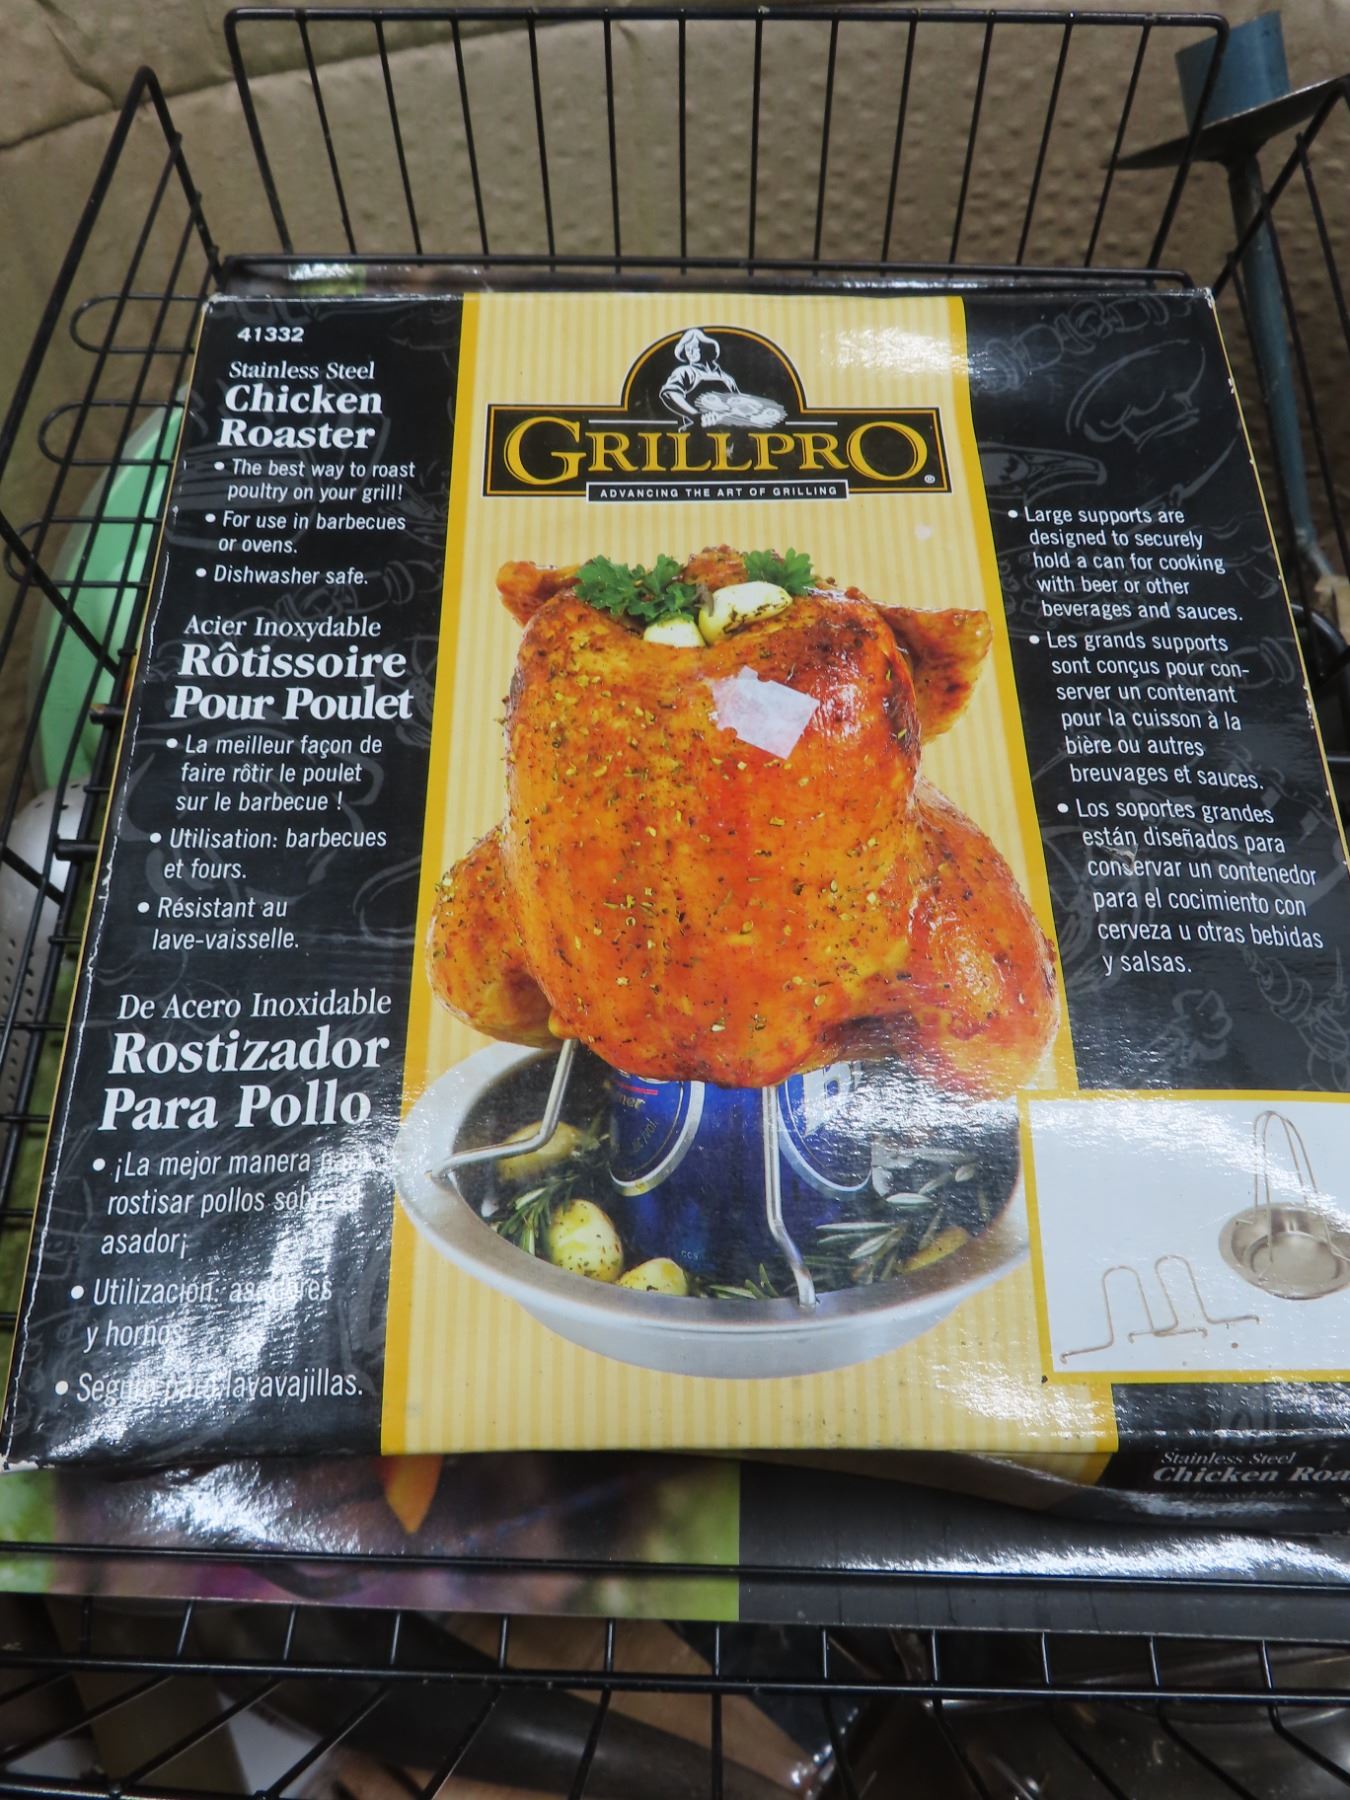 41332
Stainless Steel
Chicken
Roaster
• The best way to roast
poultry on your grill!
• For use in barbecues
or ovens.
• Dishwasher safe.
Acier Inoxydable
Rôtissoire
Pour Poulet
• La meilleur façon de
faire rôtir le poulet
sur le barbecue !
• Utilisation: barbecues
et fours.
• Résistant au
lave-vaisselle.
De Acero Inoxidable
Rostizador
Para Pollo
• ¡La mejor manera
rostisar pollos sobre el
asador¡
• Utilización: asadores
y hornos.
• Seguro para lavavajillas.
GRILLPRO®
ADVANCING THE ART OF GRILLING
• Large supports are
designed to securely
hold a can for cooking
with beer or other
beverages and sauces.
• Les grands supports
sont conçus pour con-
server un contenant
pour la cuisson à la
bière ou autres
breuvages et sauces.
• Los soportes grandes
están diseñados para
conservar un contenedor
para el cocimiento con
cerveza u otras bebidas
y salsas.
Stainless Steel
Chicken Roa